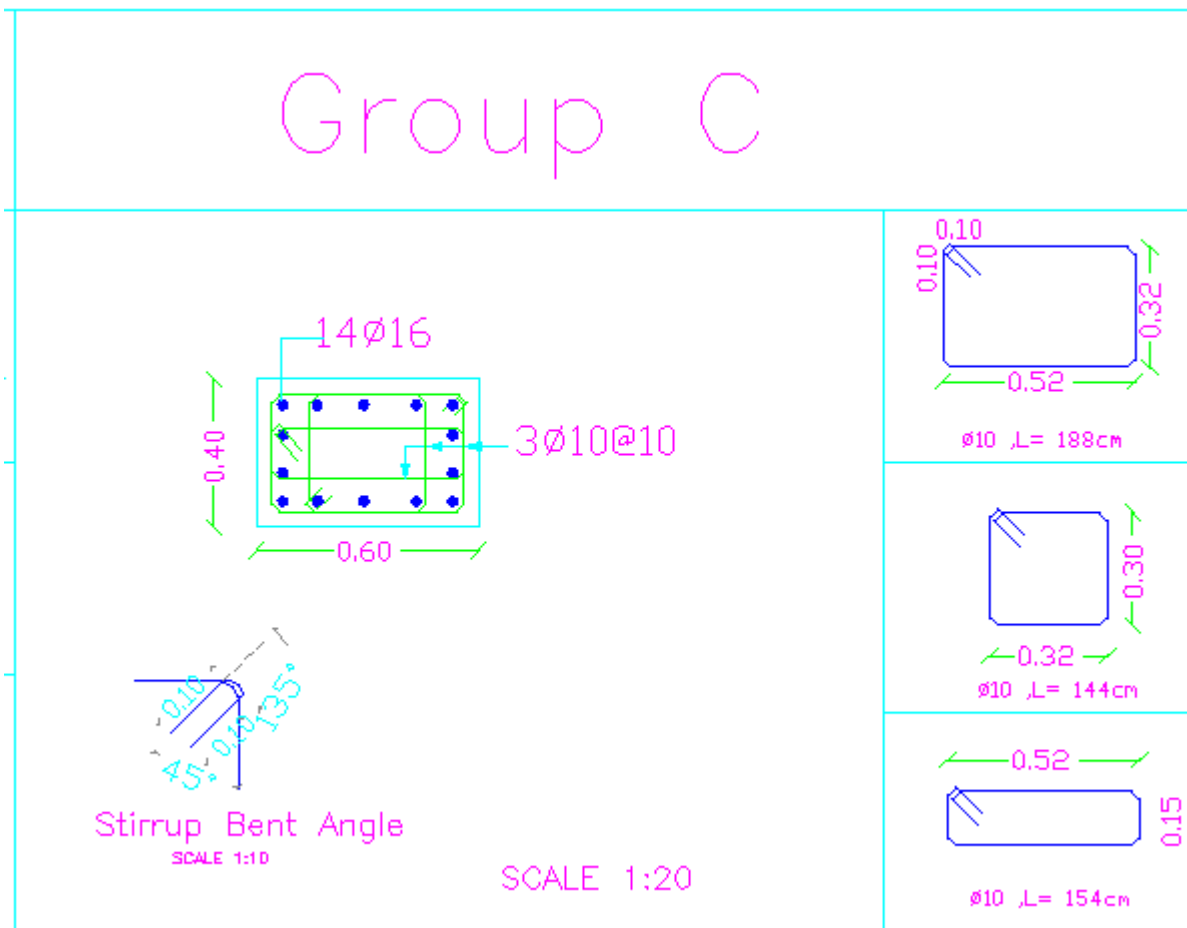 Group C
14ø16
0.40
3ø10@10
0.60
0.10
0.10
135°
45°
Stirrup Bent Angle
SCALE 1:10
SCALE 1:20
0.10
0.10
0.32
0.52
ø10 ,L= 188cm
0.30
0.32
ø10 ,L= 144cm
0.52
0.15
ø10 ,L= 154cm